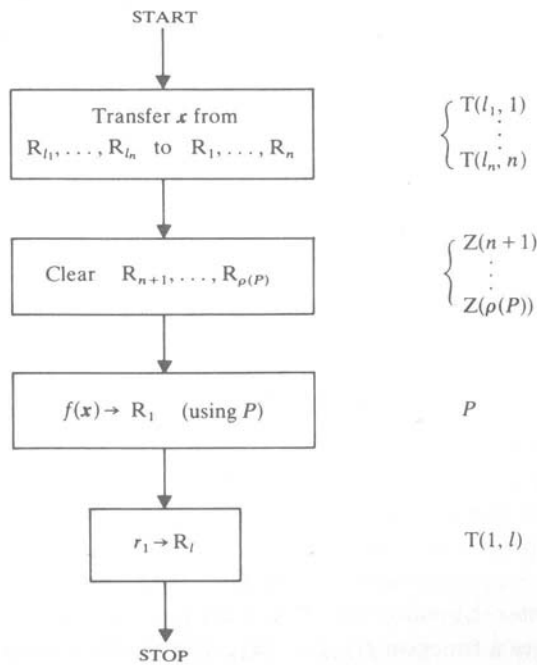 START
Transfer x from
R_{l_1}, . . . , R_{l_n} to R_1, . . . , R_n
{ T(l_1, 1)
⋮
T(l_n, n)
Clear R_{n+1}, . . . , R_{ρ(P)}
{ Z(n + 1)
⋮
Z(ρ(P))
f(x) → R_1 (using P)
P
r_1 → R_l
T(1, l)
STOP